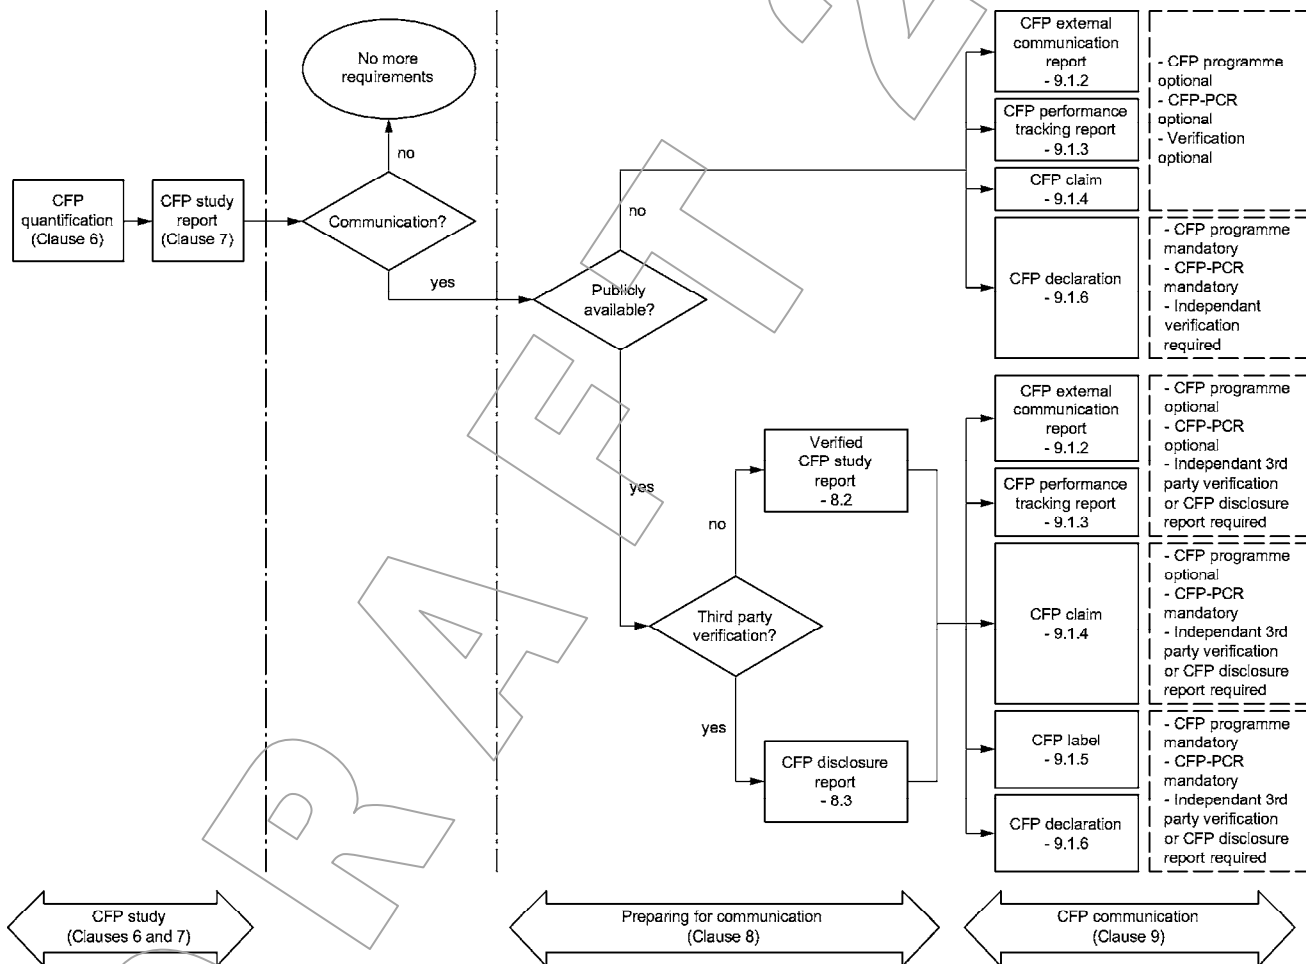 No more
requirements
no
CFP
quantification
(Clause 6)
CFP study
report
(Clause 7)
Communication?
yes
no
Publicly
available?
yes
Verified
CFP study
report
- 8.2
no
Third party
verification?
yes
CFP disclosure
report
- 8.3
CFP external
communication
report
- 9.1.2
CFP performance
tracking report
- 9.1.3
CFP claim
- 9.1.4
- CFP programme
optional
- CFP-PCR
optional
- Verification
optional
CFP declaration
- 9.1.6
- CFP programme
mandatory
- CFP-PCR
mandatory
- Independant
verification
required
CFP external
communication
report
- 9.1.2
CFP performance
tracking report
- 9.1.3
- CFP programme
optional
- CFP-PCR
optional
- Independant 3rd
party verification
or CFP disclosure
report required
CFP claim
- 9.1.4
- CFP programme
optional
- CFP-PCR
mandatory
- Independant 3rd
party verification
or CFP disclosure
report required
CFP label
- 9.1.5
CFP declaration
- 9.1.6
- CFP programme
mandatory
- CFP-PCR
mandatory
- Independant 3rd
party verification
or CFP disclosure
report required
CFP study
(Clauses 6 and 7)
Preparing for communication
(Clause 8)
CFP communication
(Clause 9)